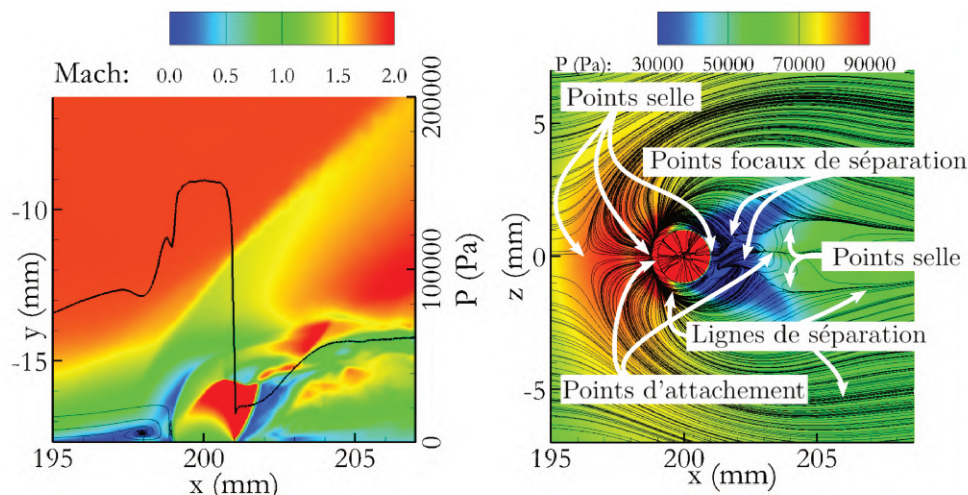 Mach: 0.0 0.5 1.0 1.5 2.0
200000
-10
y (mm)
100000
P (Pa)
-15
0
195 200 205
x (mm)
P (Pa): 30000 50000 70000 90000
Points selle
5
Points focaux de séparation
z (mm)
0
Points selle
Lignes de séparation
Points d'attachement
-5
195 200 205
x (mm)